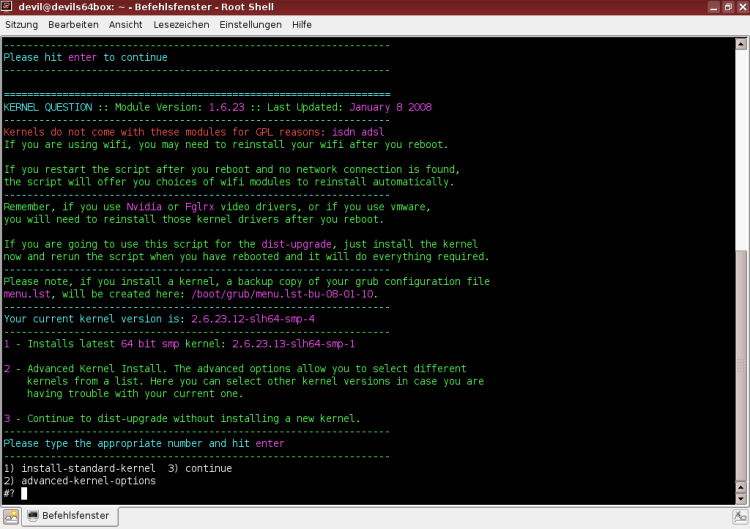 devil@devils64box: ~ - Befehlsfenster - Root Shell
Sitzung Bearbeiten Ansicht Lesezeichen Einstellungen Hilfe
--------------------------------------------------------------------
Please hit enter to continue
--------------------------------------------------------------------
====================================================================
KERNEL QUESTION :: Module Version: 1.6.23 :: Last Updated: January 8 2008
--------------------------------------------------------------------
Kernels do not come with these modules for GPL reasons: isdn adsl
If you are using wifi, you may need to reinstall your wifi after you reboot.
If you restart the script after you reboot and no network connection is found,
the script will offer you choices of wifi modules to reinstall automatically.
--------------------------------------------------------------------
Remember, if you use Nvidia or Fglrx video drivers, or if you use vmware,
you will need to reinstall those kernel drivers after you reboot.
If you are going to use this script for the dist-upgrade, just install the kernel
now and rerun the script when you have rebooted and it will do everything required.
--------------------------------------------------------------------
Please note, if you install a kernel, a backup copy of your grub configuration file
menu.lst, will be created here: /boot/grub/menu.lst-bu-08-01-10.
--------------------------------------------------------------------
Your current kernel version is: 2.6.23.12-slh64-smp-4
--------------------------------------------------------------------
1 - Installs latest 64 bit smp kernel: 2.6.23.13-slh64-smp-1
2 - Advanced Kernel Install. The advanced options allow you to select different
kernels from a list. Here you can select other kernel versions in case you are
having trouble with your current one.
3 - Continue to dist-upgrade without installing a new kernel.
--------------------------------------------------------------------
Please type the appropriate number and hit enter
--------------------------------------------------------------------
1) install-standard-kernel 3) continue
2) advanced-kernel-options
#?
Befehlsfenster